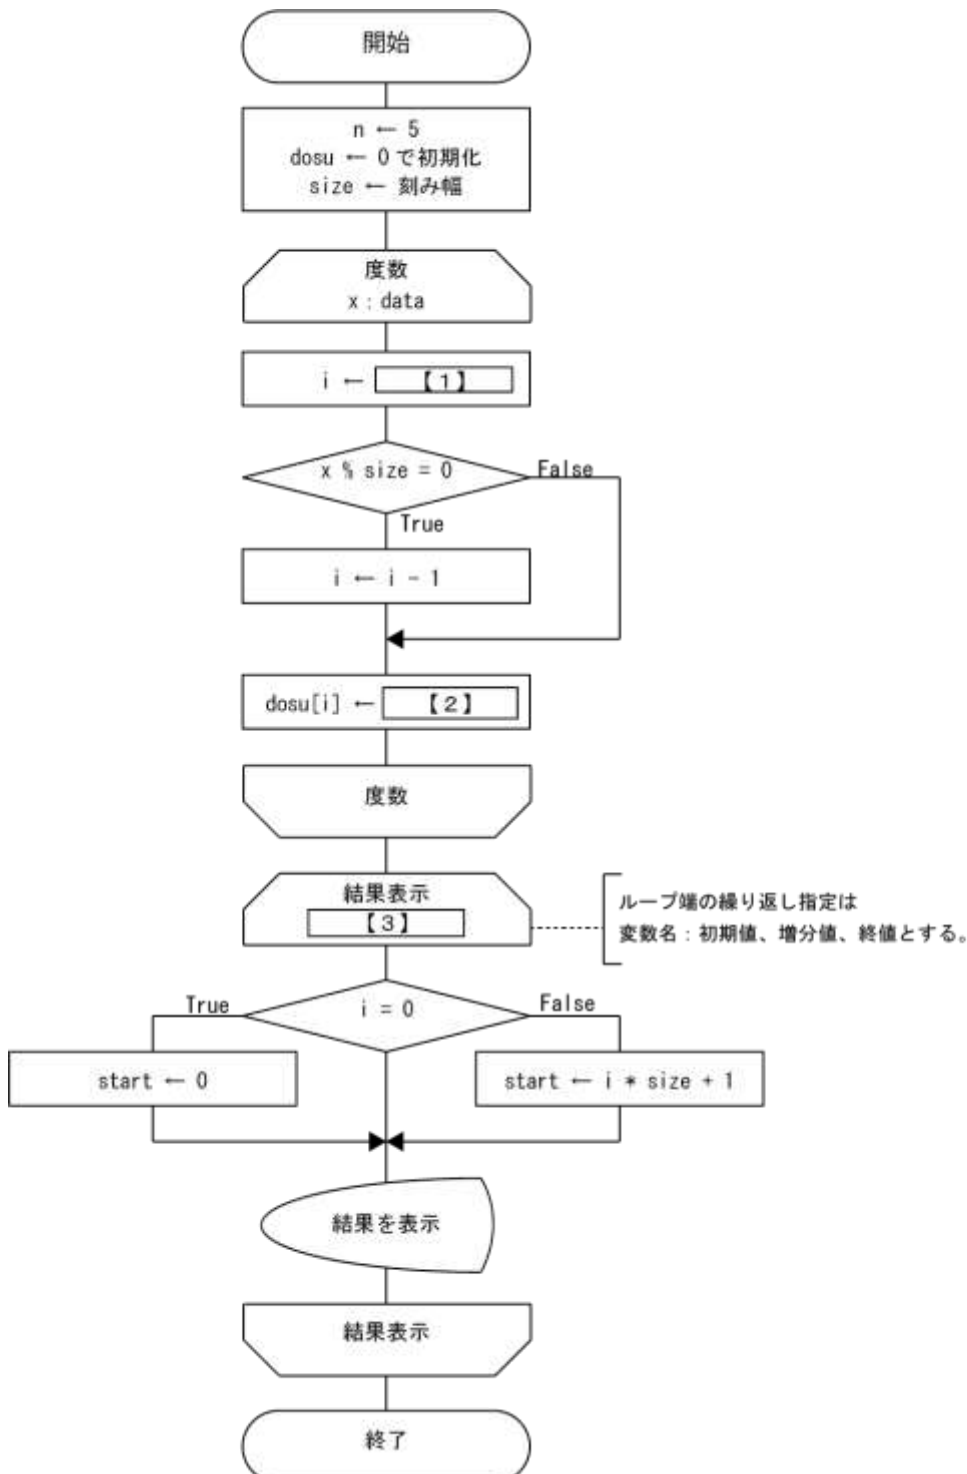 開始
n ← 5
dosu ← 0で初期化
size ← 刻み幅
度数
x : data
i ← 【1】
x % size = 0
False
True
i ← i - 1
dosu[i] ← 【2】
度数
結果表示
【3】
ループ端の繰り返し指定は
変数名:初期値、増分値、終値とする。
True
i = 0
False
start ← 0
start ← i * size + 1
結果を表示
結果表示
終了